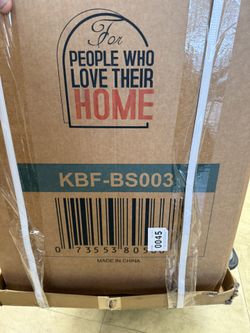 For
PEOPLE WHO
LOVE THEIR
HOME
KBF-BS003
0045
MADE IN CHINA